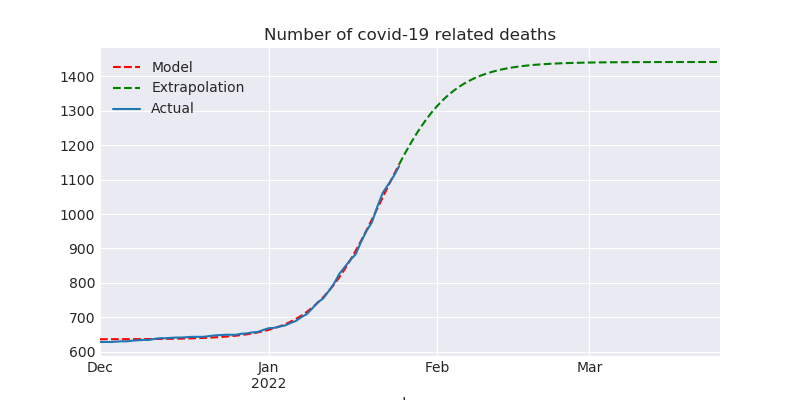 Number of covid-19 related deaths
Model
Extrapolation
Actual
1400
1300
1200
1100
1000
900
800
700
600
Dec
Jan
2022
Feb
Mar